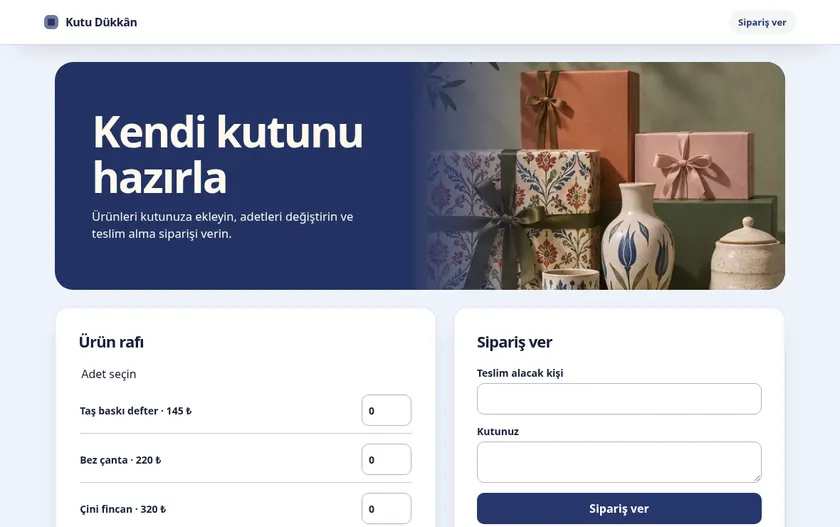 Kutu Dükkân
Sipariş ver
Kendi kutunu
hazırla
Ürünleri kutunuza ekleyin, adetleri değiştirin ve
teslim alma siparişi verin.
Ürün rafı
Adet seçin
Taş baskı defter · 145 ₺
0
Bez çanta · 220 ₺
0
Çini fincan · 320 ₺
0
Sipariş ver
Teslim alacak kişi
Kutunuz
Sipariş ver